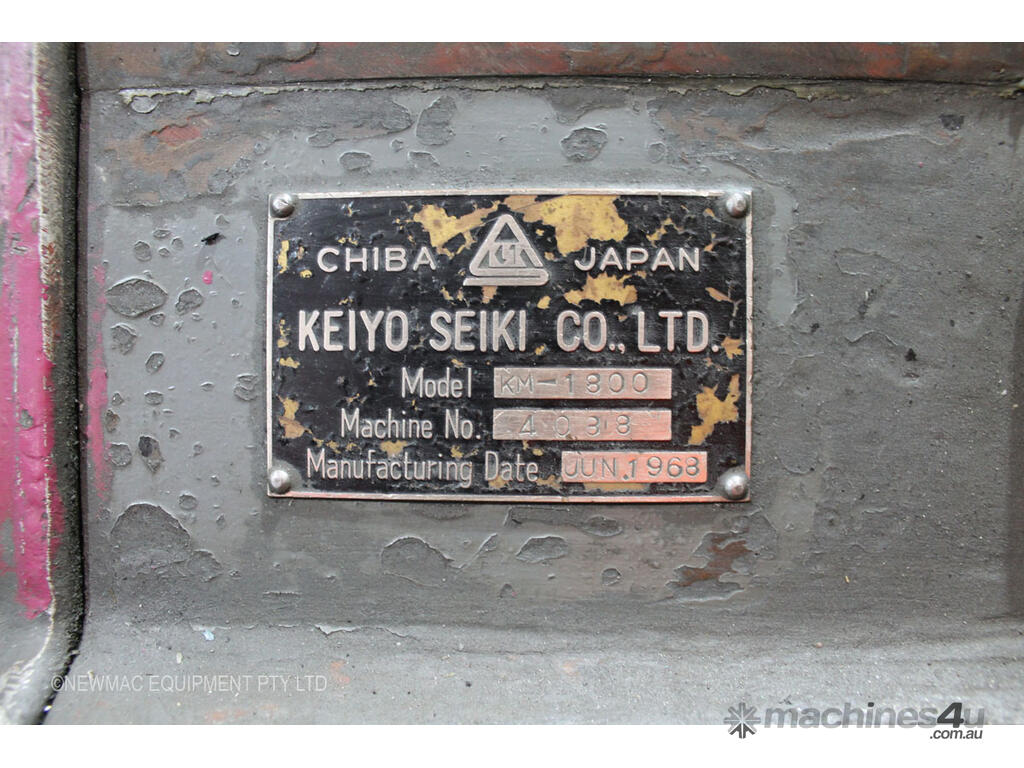 CHIBA JAPAN
KEIYO SEIKI CO., LTD.
Model KM-1800
Machine No. 4038
Manufacturing Date JUN.1968
©NEWMAC EQUIPMENT PTY LTD
machines4u
.com.au